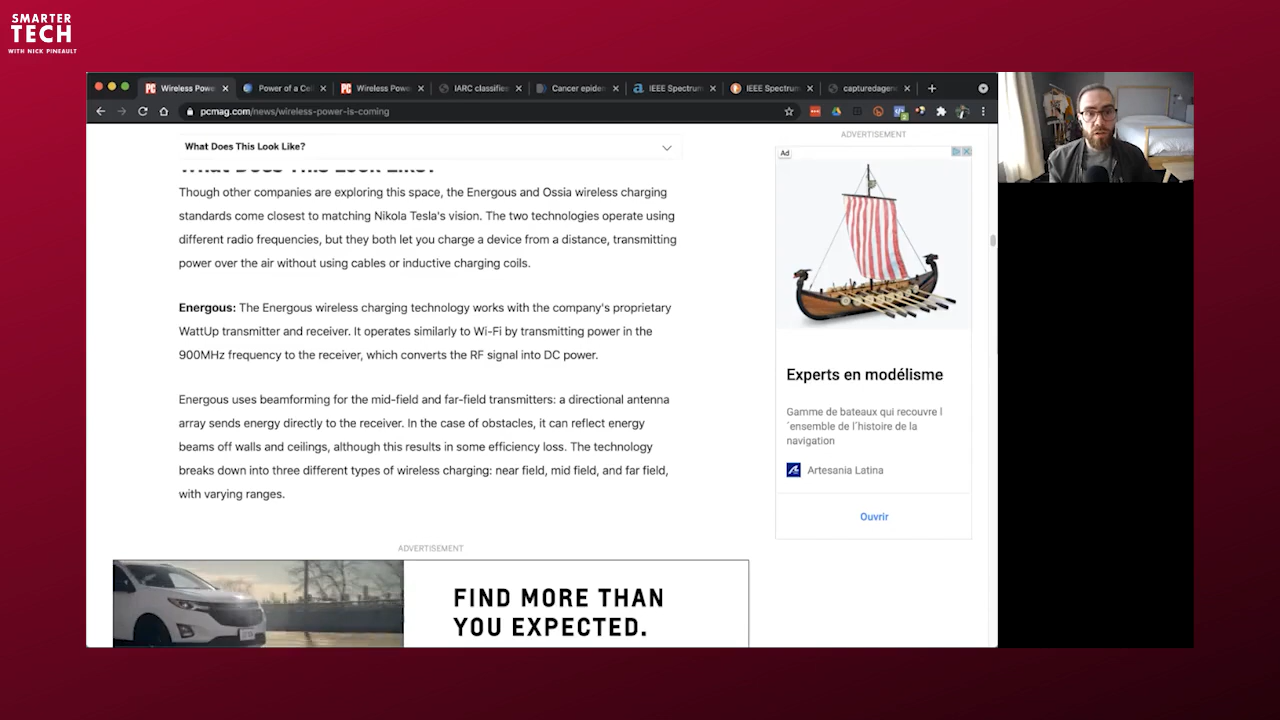 SMARTER
TECH
WITH NICK PINEAULT
Wireless Powe
Power of a Cel
Wireless Powe
IARC classifie
Cancer epider
IEEE Spectrum
IEEE Spectrum
capturedagen
pcmag.com/news/wireless-power-is-coming
What Does This Look Like?
What Does This Look Like?
Though other companies are exploring this space, the Energous and Ossia wireless charging
standards come closest to matching Nikola Tesla's vision. The two technologies operate using
different radio frequencies, but they both let you charge a device from a distance, transmitting
power over the air without using cables or inductive charging coils.
Energous: The Energous wireless charging technology works with the company's proprietary
WattUp transmitter and receiver. It operates similarly to Wi-Fi by transmitting power in the
900MHz frequency to the receiver, which converts the RF signal into DC power.
Energous uses beamforming for the mid-field and far-field transmitters: a directional antenna
array sends energy directly to the receiver. In the case of obstacles, it can reflect energy
beams off walls and ceilings, although this results in some efficiency loss. The technology
breaks down into three different types of wireless charging: near field, mid field, and far field,
with varying ranges.
ADVERTISEMENT
FIND MORE THAN
YOU EXPECTED.
ADVERTISEMENT
Ad
Experts en modélisme
Gamme de bateaux qui recouvre l
´ensemble de l´histoire de la
navigation
Artesania Latina
Ouvrir